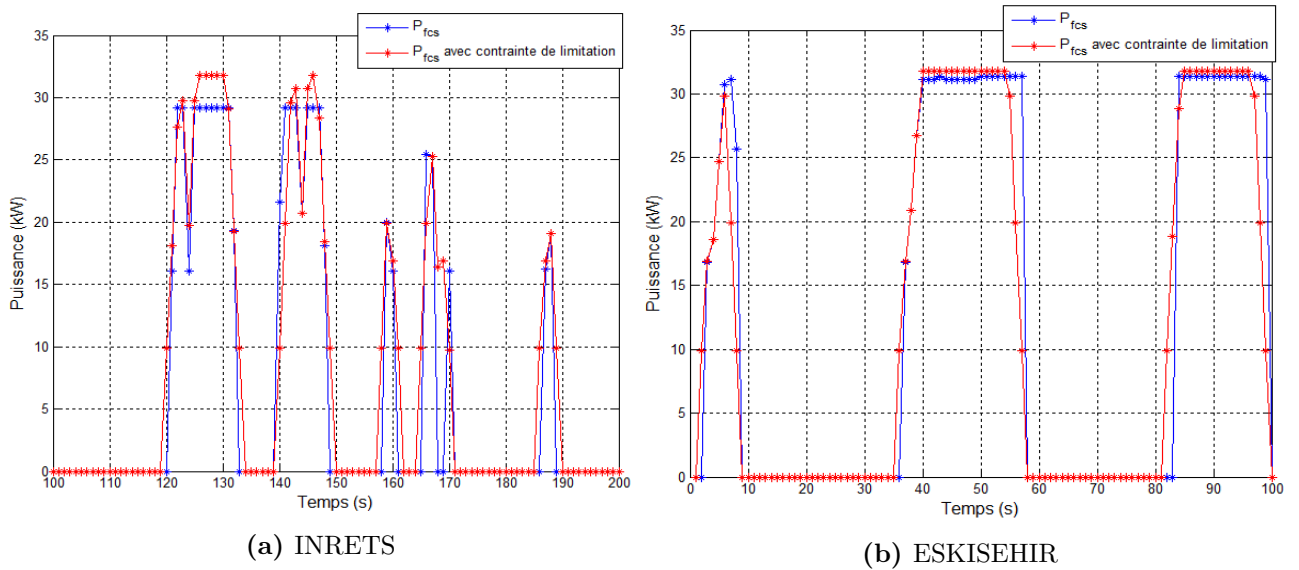 P_fcs
P_fcs avec contrainte de limitation
35
30
25
20
15
10
5
0
Puissance (kW)
100 110 120 130 140 150 160 170 180 190 200
Temps (s)
(a) INRETS
P_fcs
P_fcs avec contrainte de limitation
35
30
25
20
15
10
5
0
Puissance (kW)
0 10 20 30 40 50 60 70 80 90 100
Temps (s)
(b) ESKISEHIR